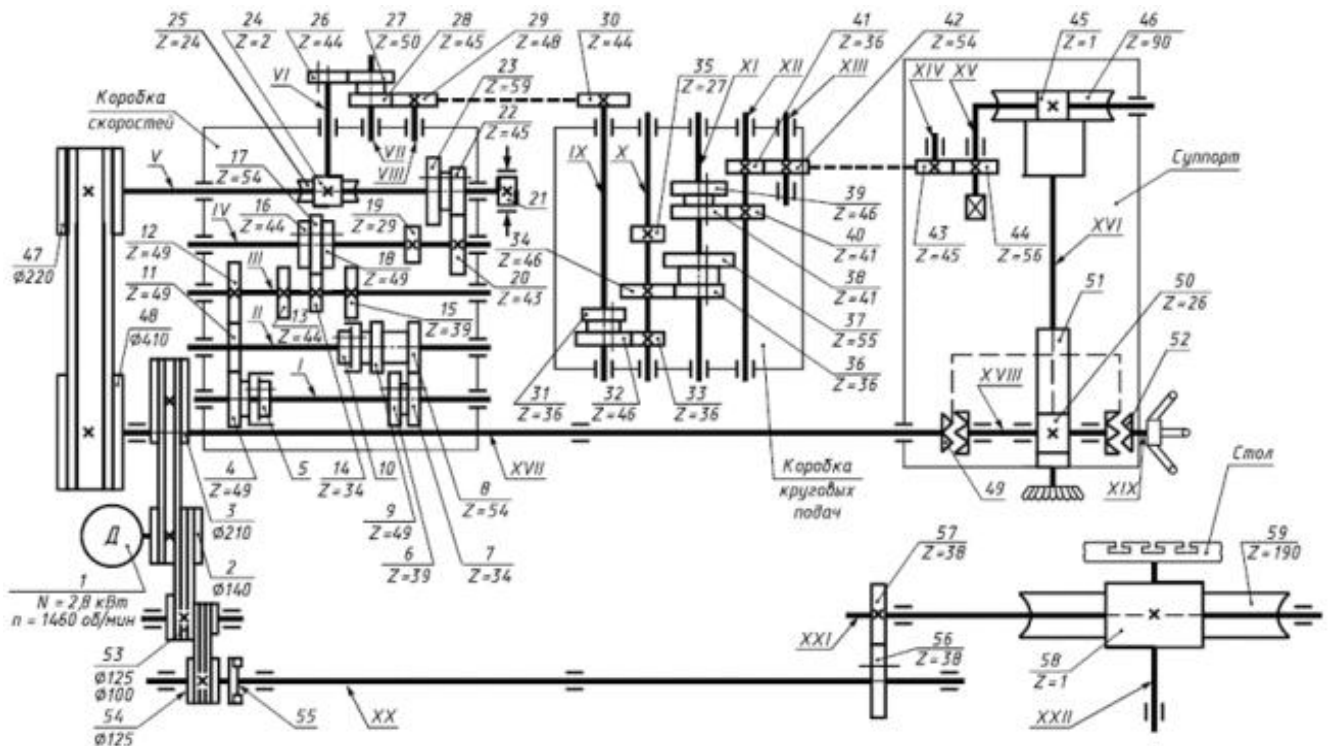 25 Z=24
24 Z=2
26 Z=44
27 Z=50
28 Z=45
29 Z=48
30 Z=44
41 Z=36
42 Z=54
45 Z=1
46 Z=90
23 Z=59
22 Z=45
35 Z=27
VI
XI
XII
XIII
XIV
XV
Коробка
скоростей
17 Z=54
VII
VIII
IX
X
V
Суппорт
16 Z=44
19 Z=29
21
39 Z=46
IV
12 Z=49
34 Z=46
40 Z=41
43 Z=45
44 Z=56
XVI
47 Ø220
18 Z=49
20 Z=43
38 Z=41
11 Z=49
III
13 Z=44
15 Z=39
37 Z=55
51
50 Z=26
48 Ø410
II
36 Z=36
52
31 Z=36
32 Z=46
33 Z=36
XVIII
I
4 Z=49
5
14 Z=34
10
8 Z=54
XVII
Коробка
круговых
подач
49
XIX
Стол
3 Ø210
9 Z=49
6 Z=39
7 Z=34
Д
2 Ø140
1
N = 2,8 кВт
n = 1460 об/мин
57 Z=38
59 Z=190
53
Ø125
Ø100
XXI
56 Z=38
58 Z=1
54 Ø125
55
XX
XXII